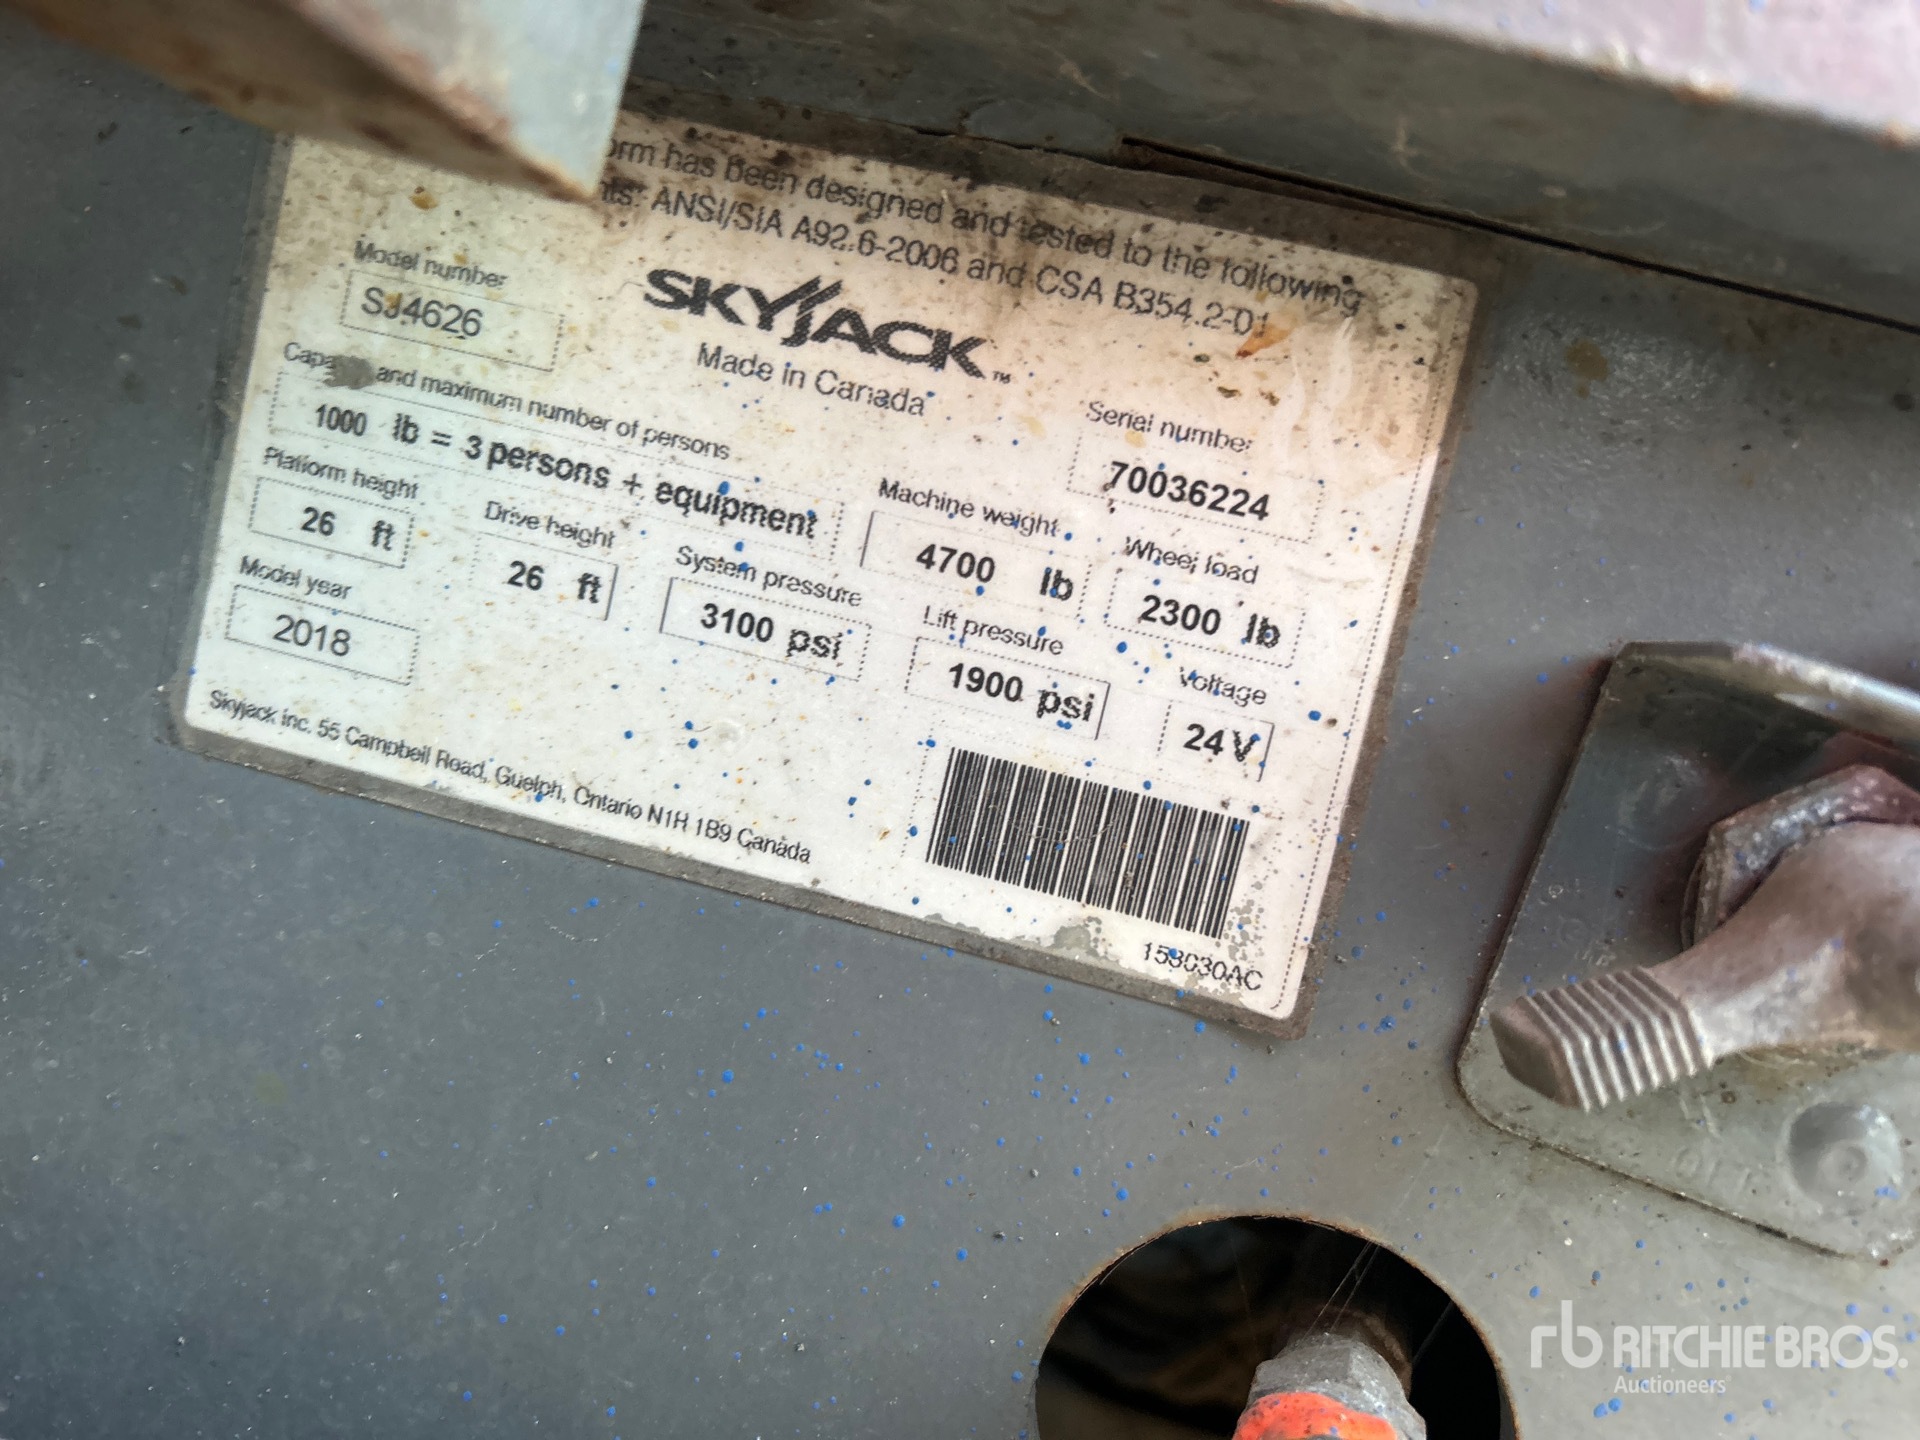 has been designed and tested to the following
ANSI/SIA A92.6-2006 and CSA B354.2-01
SKYJACK™
Made in Canada
Model number
SJ4626
Serial number
70036224
and maximum number of persons
1000 lb = 3 persons + equipment
Machine weight
4700 lb
Wheel load
2300 lb
Platform height
26 ft
Drive height
26 ft
System pressure
3100 psi
Lift pressure
1900 psi
Voltage
24 V
Model year
2018
Skyjack inc. 55 Campbell Road, Guelph, Ontario N1H 1B9 Canada
153030AC
rb RITCHIE BROS.
Auctioneers